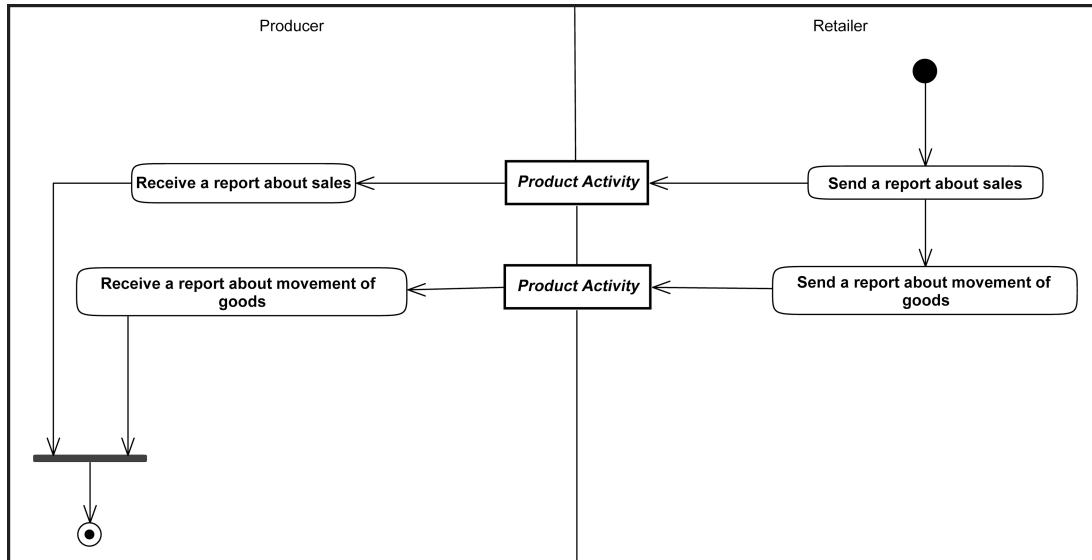 Producer
Retailer
Receive a report about sales
Product Activity
Send a report about sales
Receive a report about movement of
goods
Product Activity
Send a report about movement of
goods